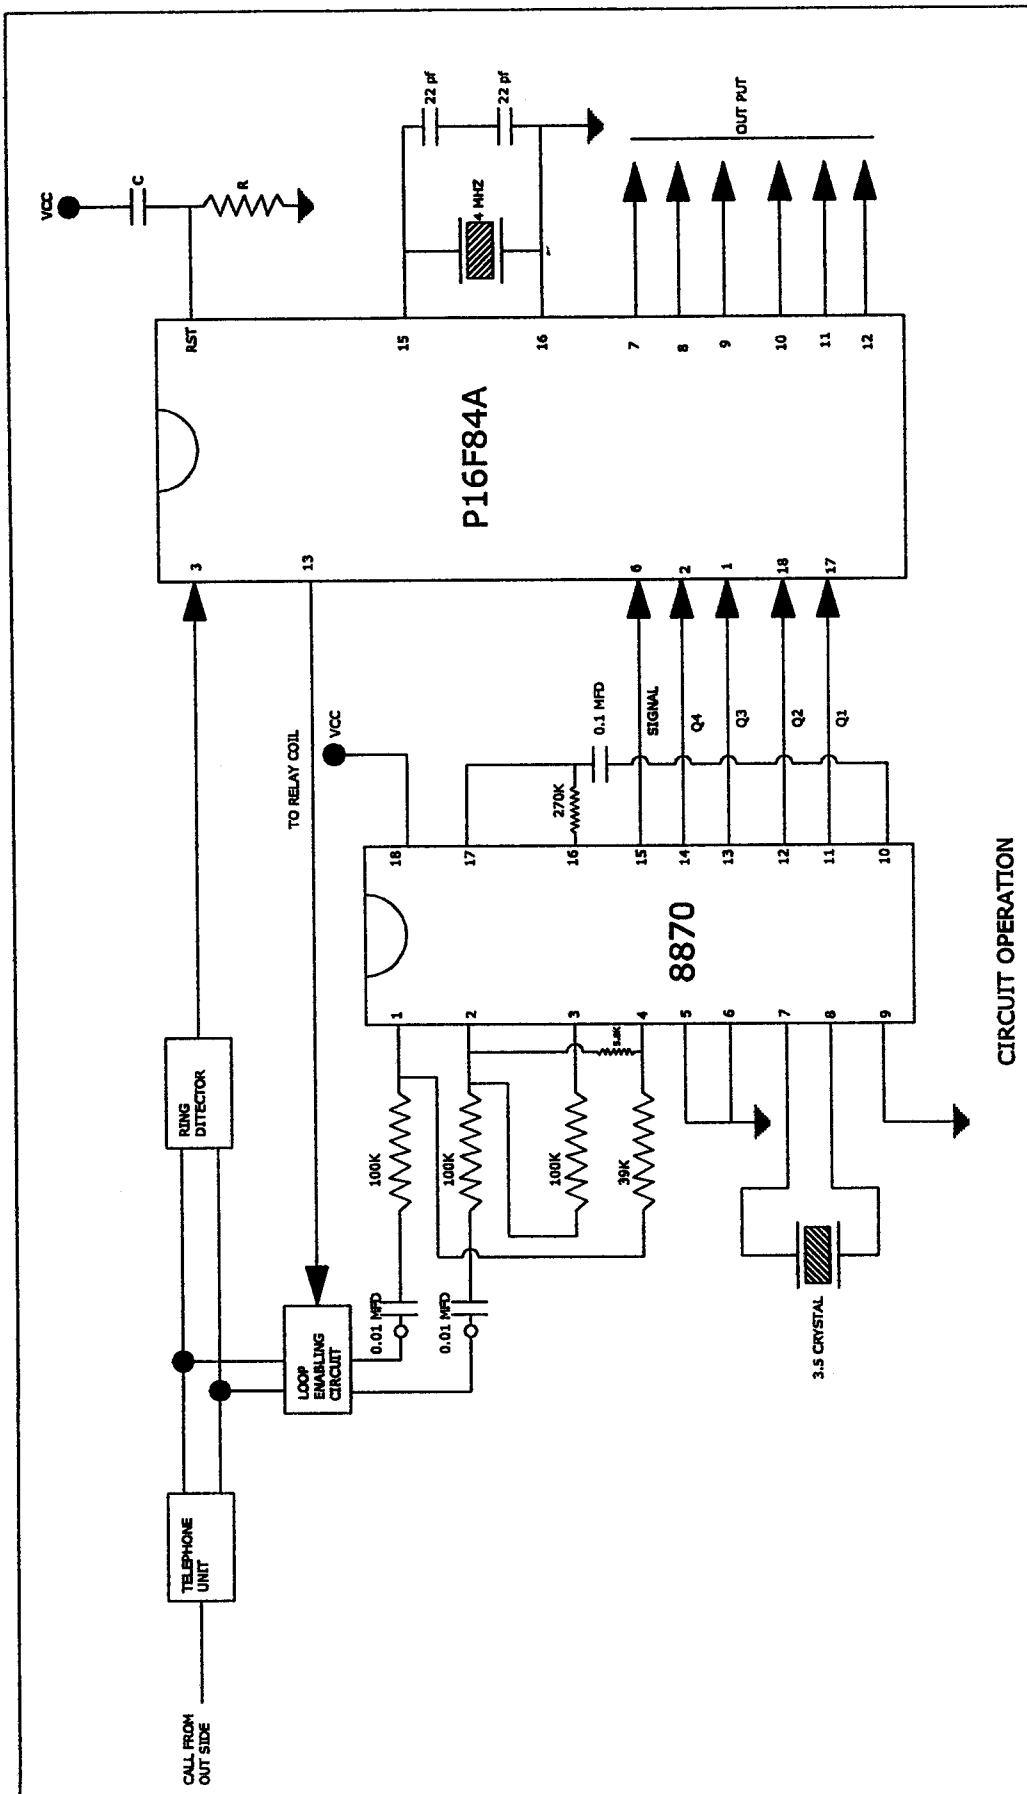 VCC
C
R
22 pf
22 pf
4 MHZ
OUT PUT
RST
15
16
7
8
9
10
11
12
P16F84A
3
13
6
2
1
18
17
TO RELAY COIL
VCC
0.1 MFD
270K
SIGNAL
Q4
Q3
Q2
Q1
18
17
16
15
14
13
12
11
10
8870
1
2
3
4
5
6
7
8
9
RING
DITECTOR
100K
100K
100K
39K
LOOP
ENABLING
CIRCUIT
0.01 MFD
0.01 MFD
3.5 CRYSTAL
TELEPHONE
UNIT
CALL FROM
OUT SIDE
CIRCUIT OPERATION